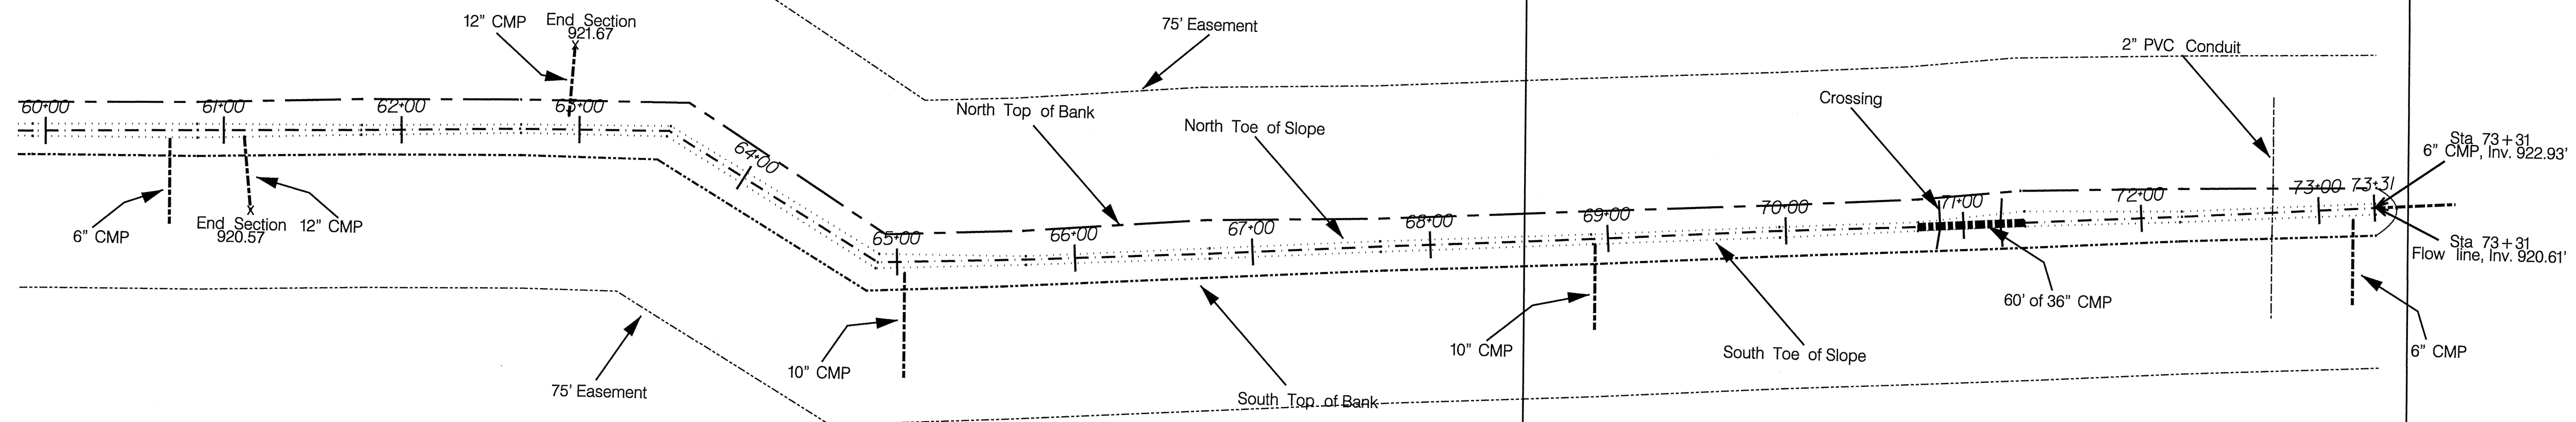 12" CMP
End Section
921.67
75' Easement
2" PVC Conduit
60+00
61+00
62+00
63+00
64+00
North Top of Bank
North Toe of Slope
Crossing
Sta 73+31
6" CMP, Inv. 922.93'
65+00
66+00
67+00
68+00
69+00
70+00
71+00
72+00
73+00
73+31
6" CMP
End Section
920.57
12" CMP
Sta 73+31
Flow line, Inv. 920.61'
60' of 36" CMP
10" CMP
10" CMP
South Toe of Slope
6" CMP
75' Easement
South Top of Bank